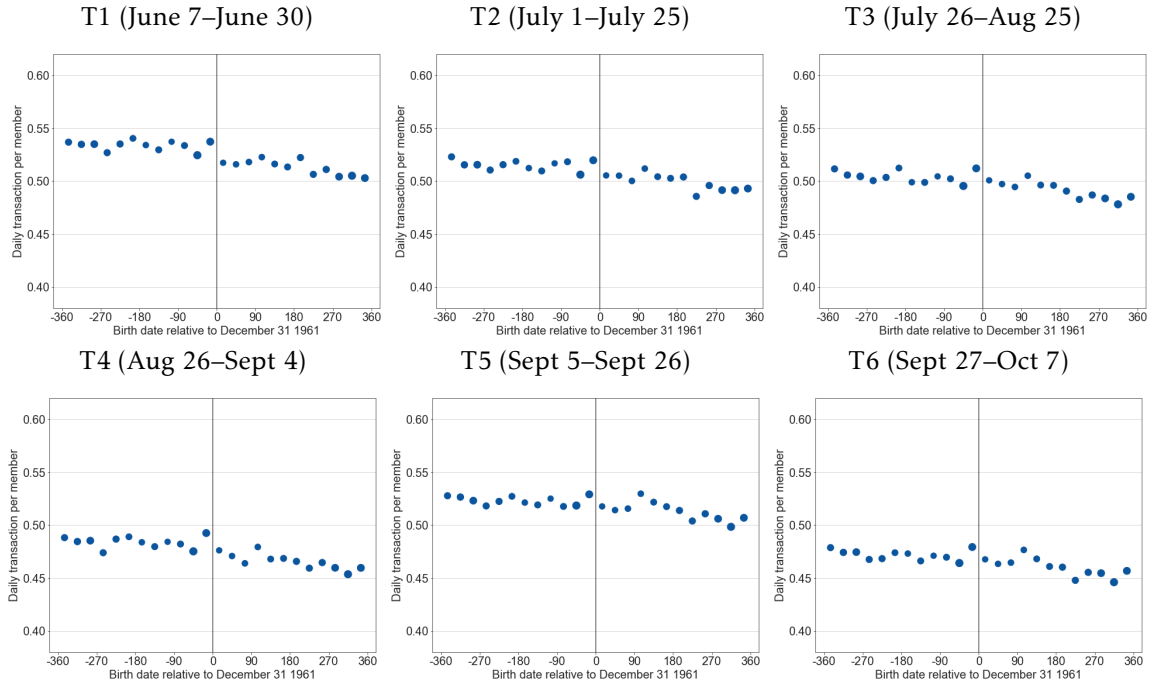 T1 (June 7–June 30)
T2 (July 1–July 25)
T3 (July 26–Aug 25)
Daily transaction per member
0.60
0.55
0.50
0.45
0.40
-360 -270 -180 -90 0 90 180 270 360
Birth date relative to December 31 1961
Daily transaction per member
0.60
0.55
0.50
0.45
0.40
-360 -270 -180 -90 0 90 180 270 360
Birth date relative to December 31 1961
Daily transaction per member
0.60
0.55
0.50
0.45
0.40
-360 -270 -180 -90 0 90 180 270 360
Birth date relative to December 31 1961
T4 (Aug 26–Sept 4)
T5 (Sept 5–Sept 26)
T6 (Sept 27–Oct 7)
Daily transaction per member
0.60
0.55
0.50
0.45
0.40
-360 -270 -180 -90 0 90 180 270 360
Birth date relative to December 31 1961
Daily transaction per member
0.60
0.55
0.50
0.45
0.40
-360 -270 -180 -90 0 90 180 270 360
Birth date relative to December 31 1961
Daily transaction per member
0.60
0.55
0.50
0.45
0.40
-360 -270 -180 -90 0 90 180 270 360
Birth date relative to December 31 1961